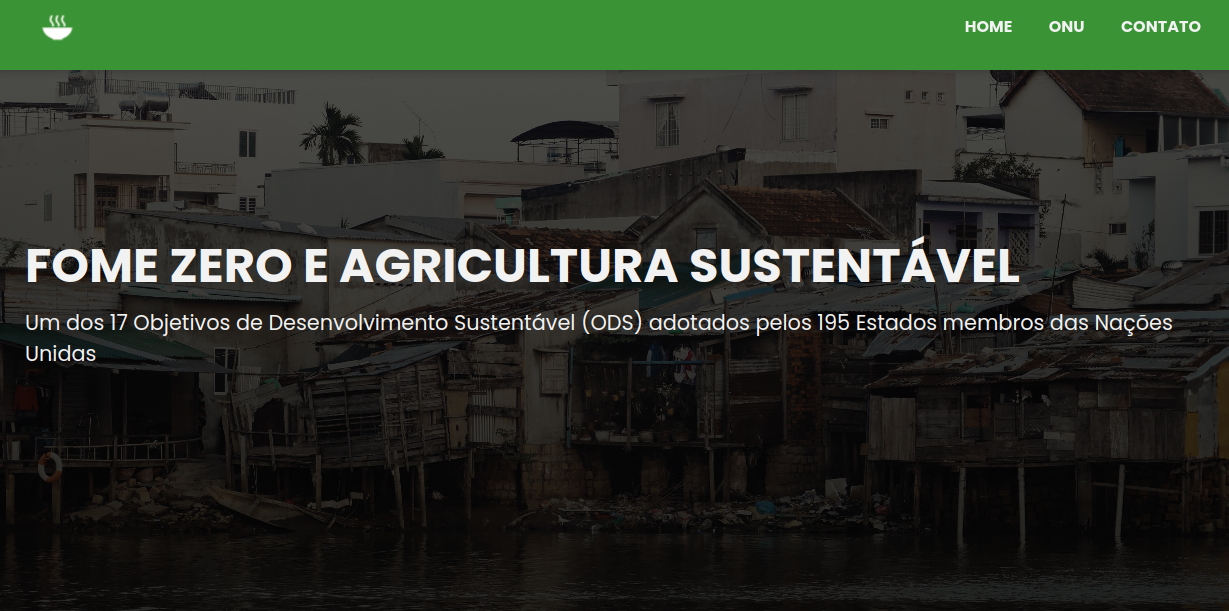 HOME ONU CONTATO
FOME ZERO E AGRICULTURA SUSTENTÁVEL
Um dos 17 Objetivos de Desenvolvimento Sustentável (ODS) adotados pelos 195 Estados membros das Nações
Unidas